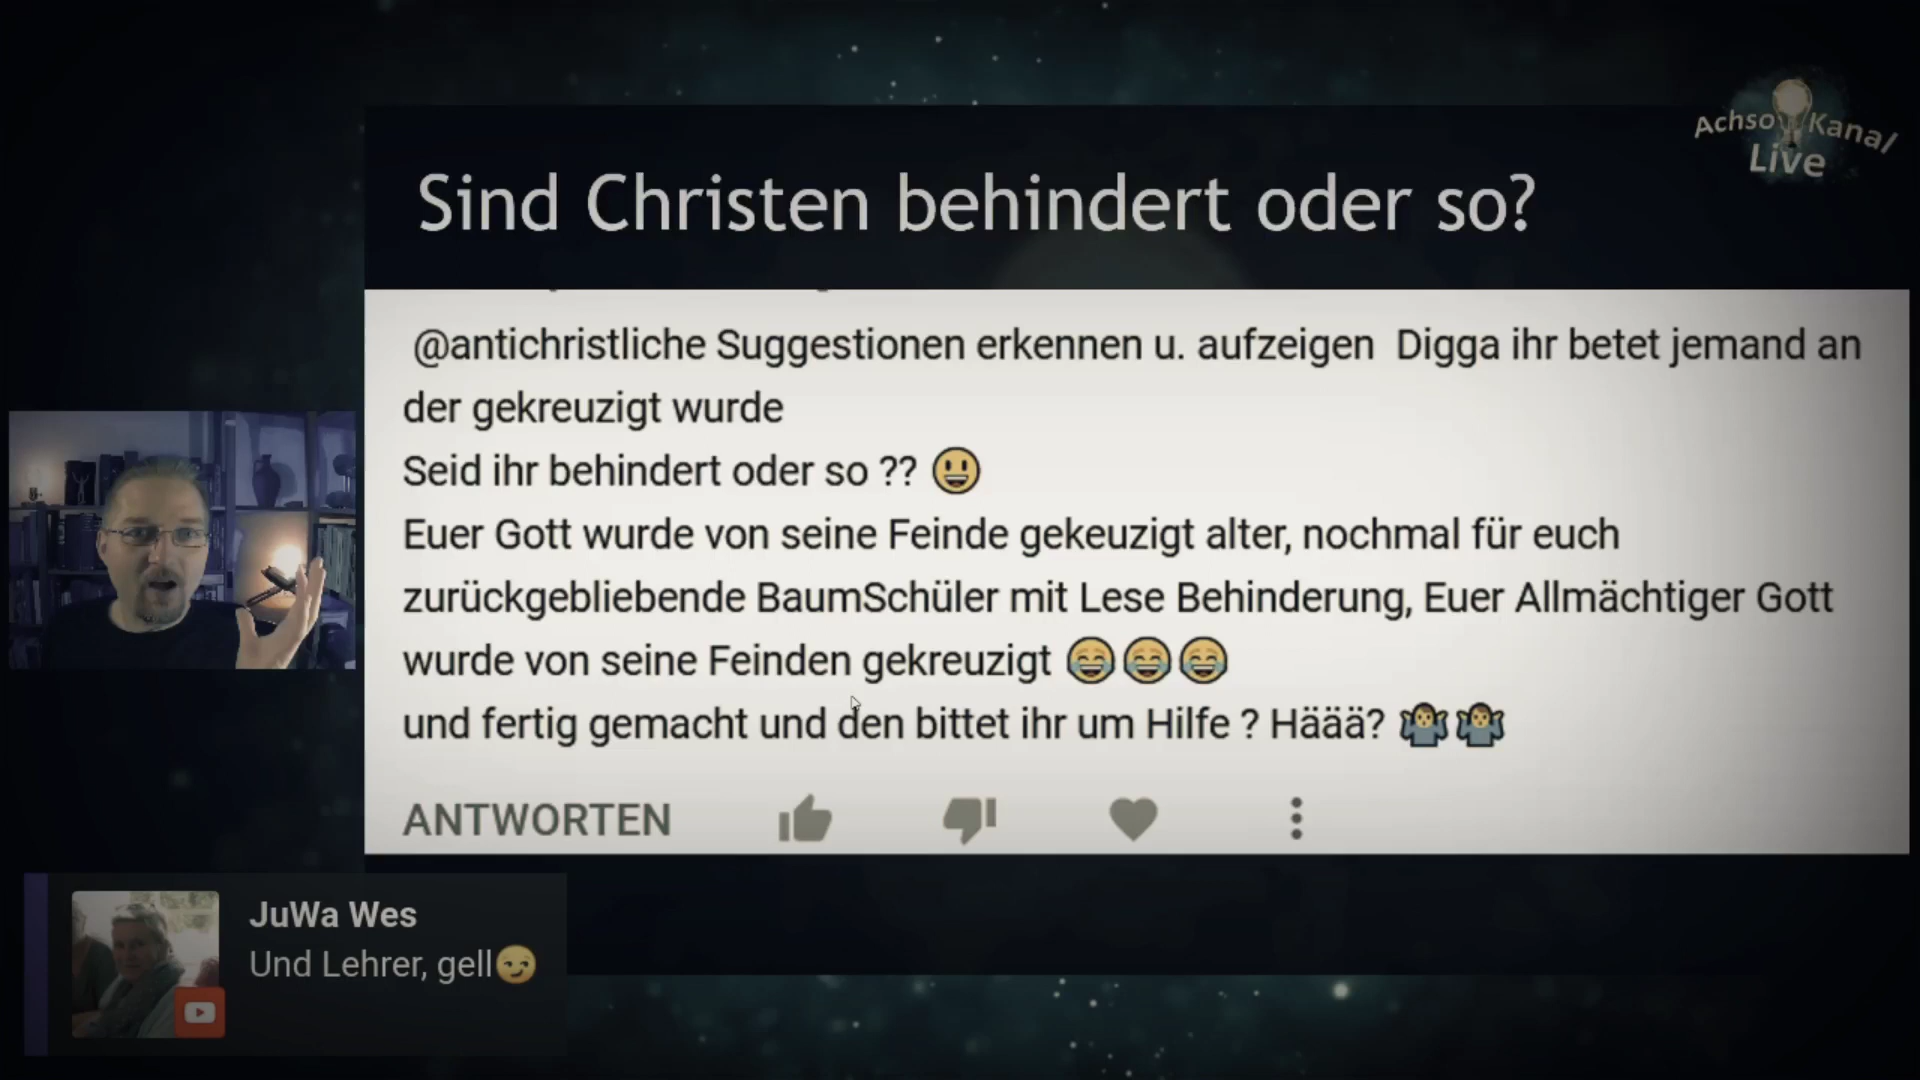 Achso Kanal
Live
Sind Christen behindert oder so?
@antichristliche Suggestionen erkennen u. aufzeigen Digga ihr betet jemand an
der gekreuzigt wurde
Seid ihr behindert oder so ?? 😃
Euer Gott wurde von seine Feinde gekeuzigt alter, nochmal für euch
zurückgebliebende BaumSchüler mit Lese Behinderung, Euer Allmächtiger Gott
wurde von seine Feinden gekreuzigt 😂😂😂
und fertig gemacht und den bittet ihr um Hilfe ? Häää? 🤷‍♂️🤷‍♂️
ANTWORTEN
JuWa Wes
Und Lehrer, gell😏